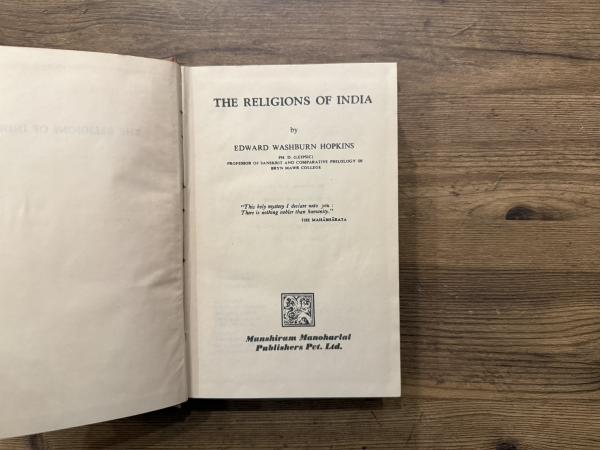 THE RELIGIONS OF INDIA
by
EDWARD WASHBURN HOPKINS
PH. D. (LEIPSIC)
PROFESSOR OF SANSKRIT AND COMPARATIVE PHILOLOGY IN
BRYN MAWR COLLEGE
"This holy mystery I declare unto you :
There is nothing nobler than humanity."
THE MAHĀBHĀRATA
Munshiram Manoharlal
Publishers Pvt. Ltd.